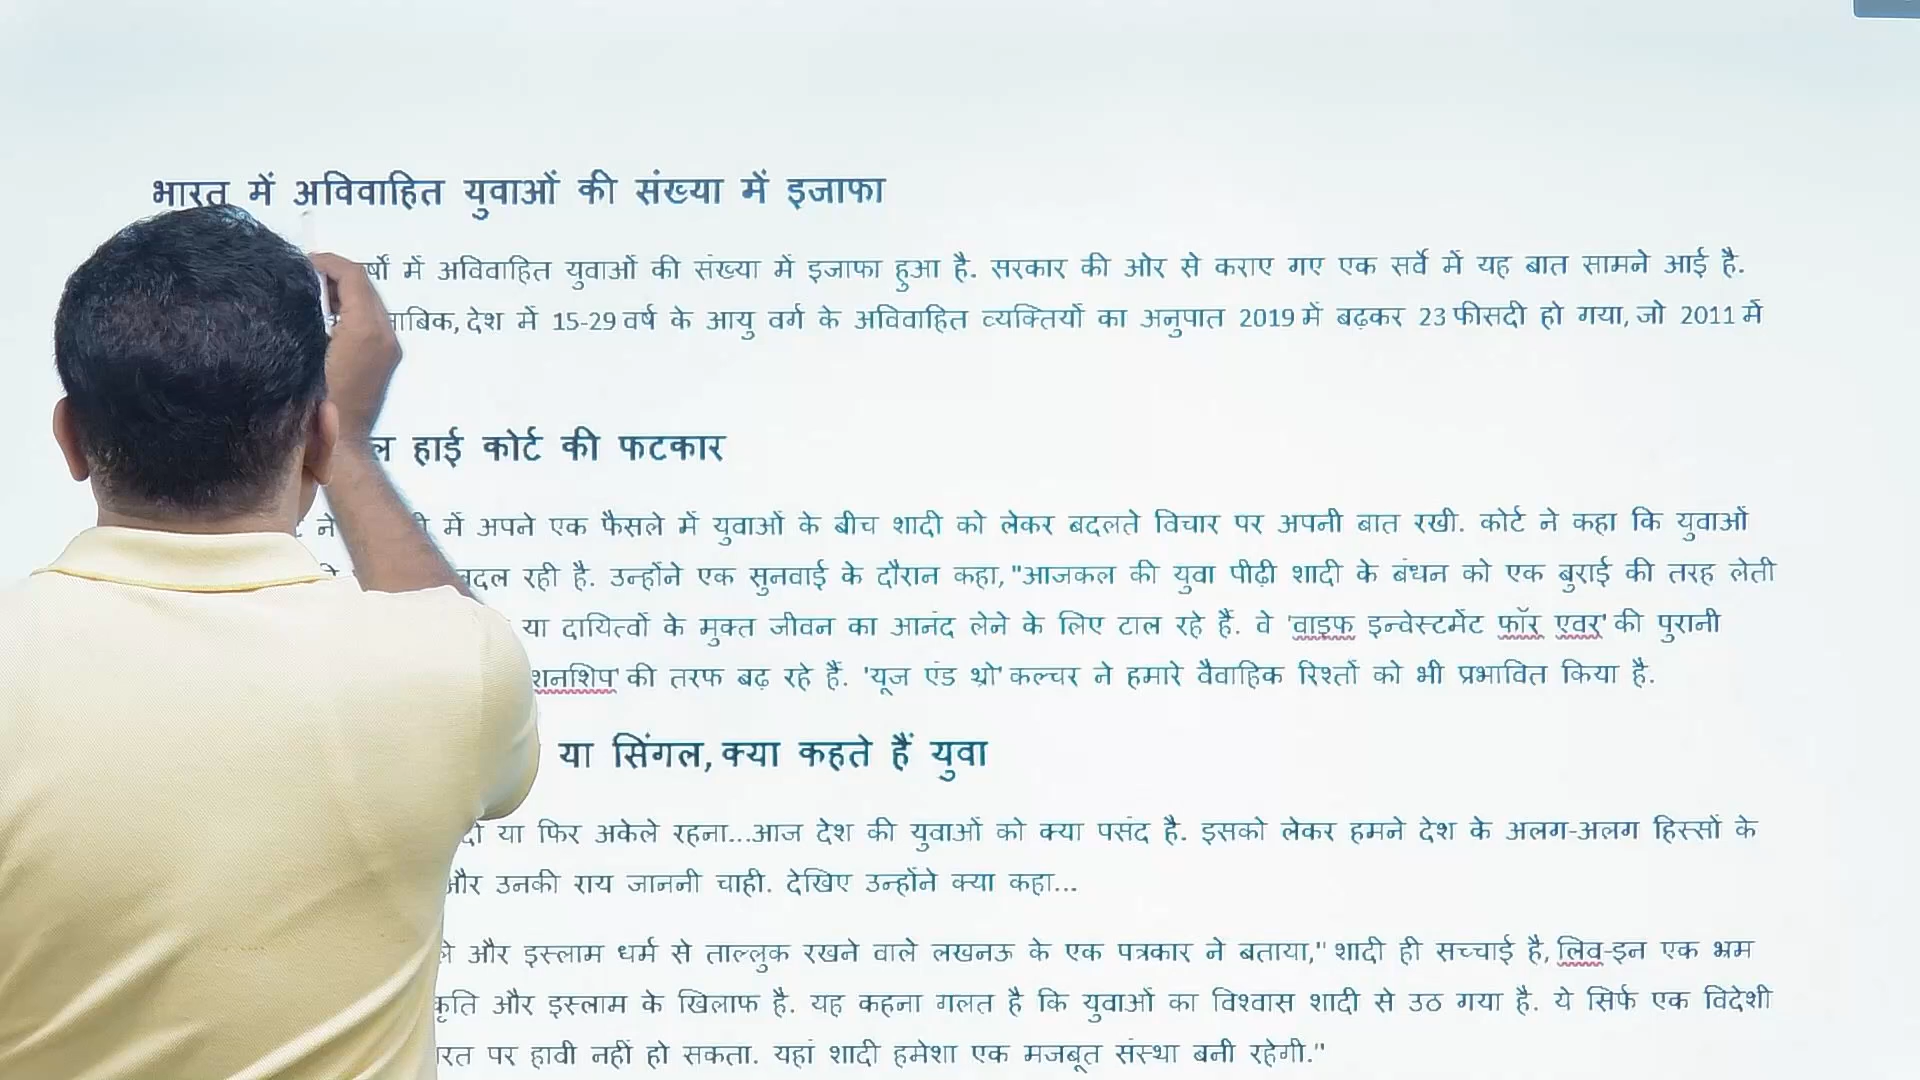 भारत में अविवाहित युवाओं की संख्या में इजाफा
में अविवाहित युवाओं की संख्या में इजाफा हुआ है. सरकार की ओर से कराए गए एक सर्वे में यह बात सामने आई है.
देश में 15-29 वर्ष के आयु वर्ग के अविवाहित व्यक्तियों का अनुपात 2019 में बढ़कर 23 फीसदी हो गया, जो 2011 में
हाई कोर्ट की फटकार
ने में अपने एक फैसले में युवाओं के बीच शादी को लेकर बदलते विचार पर अपनी बात रखी. कोर्ट ने कहा कि युवाओं
बदल रही है. उन्होंने एक सुनवाई के दौरान कहा, "आजकल की युवा पीढ़ी शादी के बंधन को एक बुराई की तरह लेती
या दायित्वों के मुक्त जीवन का आनंद लेने के लिए टाल रहे हैं. वे 'वाइफ इन्वेस्टमेंट फॉर एवर' की पुरानी
शनशिप' की तरफ बढ़ रहे हैं. 'यूज एंड थ्रो' कल्चर ने हमारे वैवाहिक रिश्तों को भी प्रभावित किया है.
या सिंगल, क्या कहते हैं युवा
या फिर अकेले रहना...आज देश की युवाओं को क्या पसंद है. इसको लेकर हमने देश के अलग-अलग हिस्सों के
और उनकी राय जाननी चाही. देखिए उन्होंने क्या कहा...
और इस्लाम धर्म से ताल्लुक रखने वाले लखनऊ के एक पत्रकार ने बताया," शादी ही सच्चाई है, लिव-इन एक भ्रम
और इस्लाम के खिलाफ है. यह कहना गलत है कि युवाओं का विश्वास शादी से उठ गया है. ये सिर्फ एक विदेशी
पर हावी नहीं हो सकता. यहां शादी हमेशा एक मजबूत संस्था बनी रहेगी."